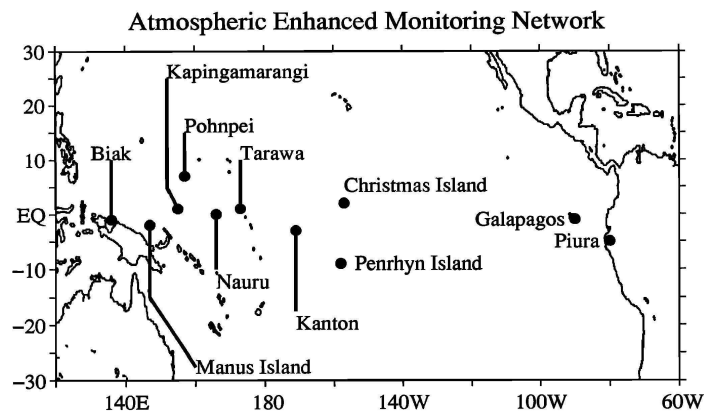 Atmospheric Enhanced Monitoring Network
30
20
10
EQ
−10
−20
−30
Kapingamarangi
Pohnpei
Biak
Tarawa
Christmas Island
Galapagos
Piura
Penrhyn Island
Nauru
Kanton
Manus Island
140E 180 140W 100W 60W